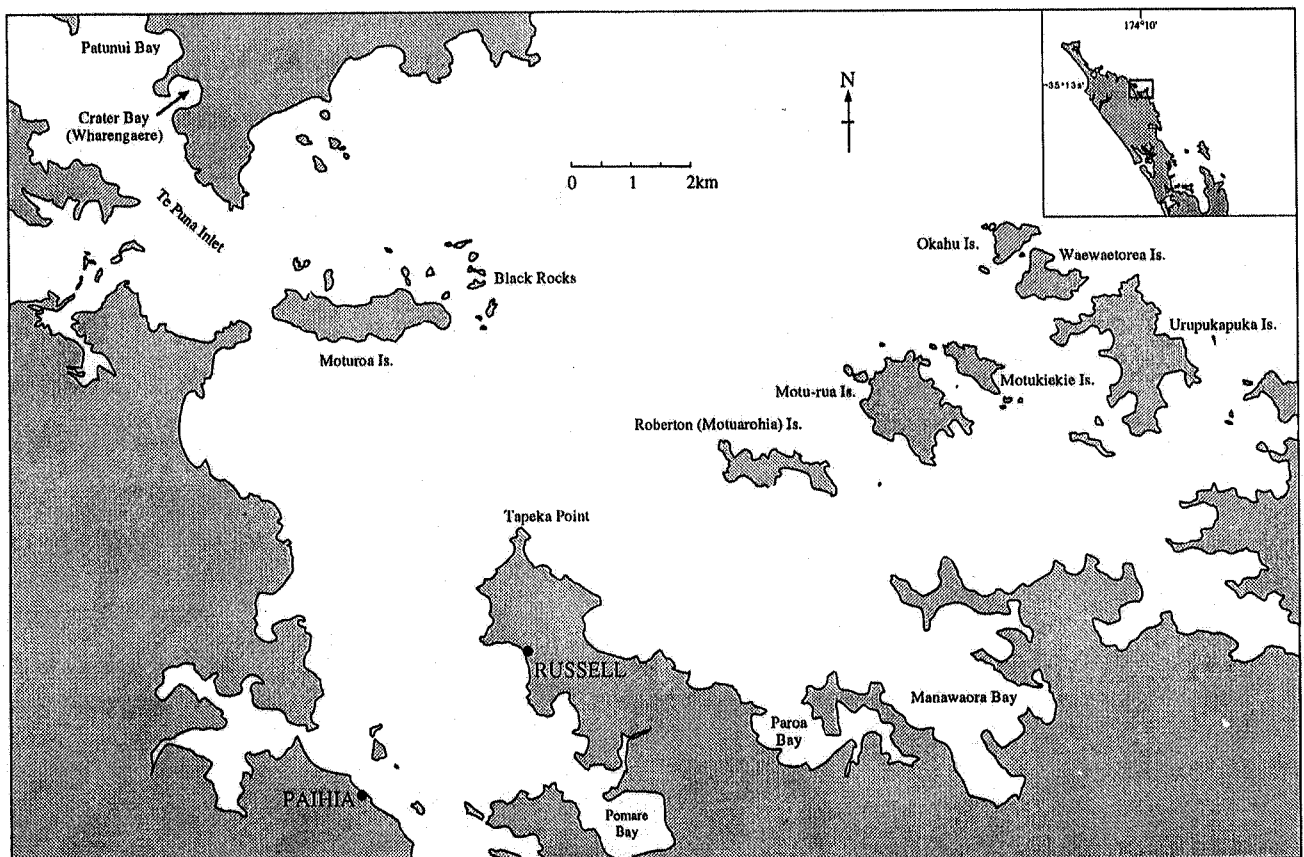 Patunui Bay
Crater Bay
(Wharengaere)
Te Puna Inlet
N
0 1 2km
174°10'
-35°13s'
Okahu Is.
Waewaetorea Is.
Black Rocks
Urupukapuka Is.
Moturoa Is.
Motukiekie Is.
Motu-rua Is.
Roberton (Motuarohia) Is.
Tapeka Point
RUSSELL
Manawaora Bay
Paroa
Bay
PAIHIA
Pomare
Bay